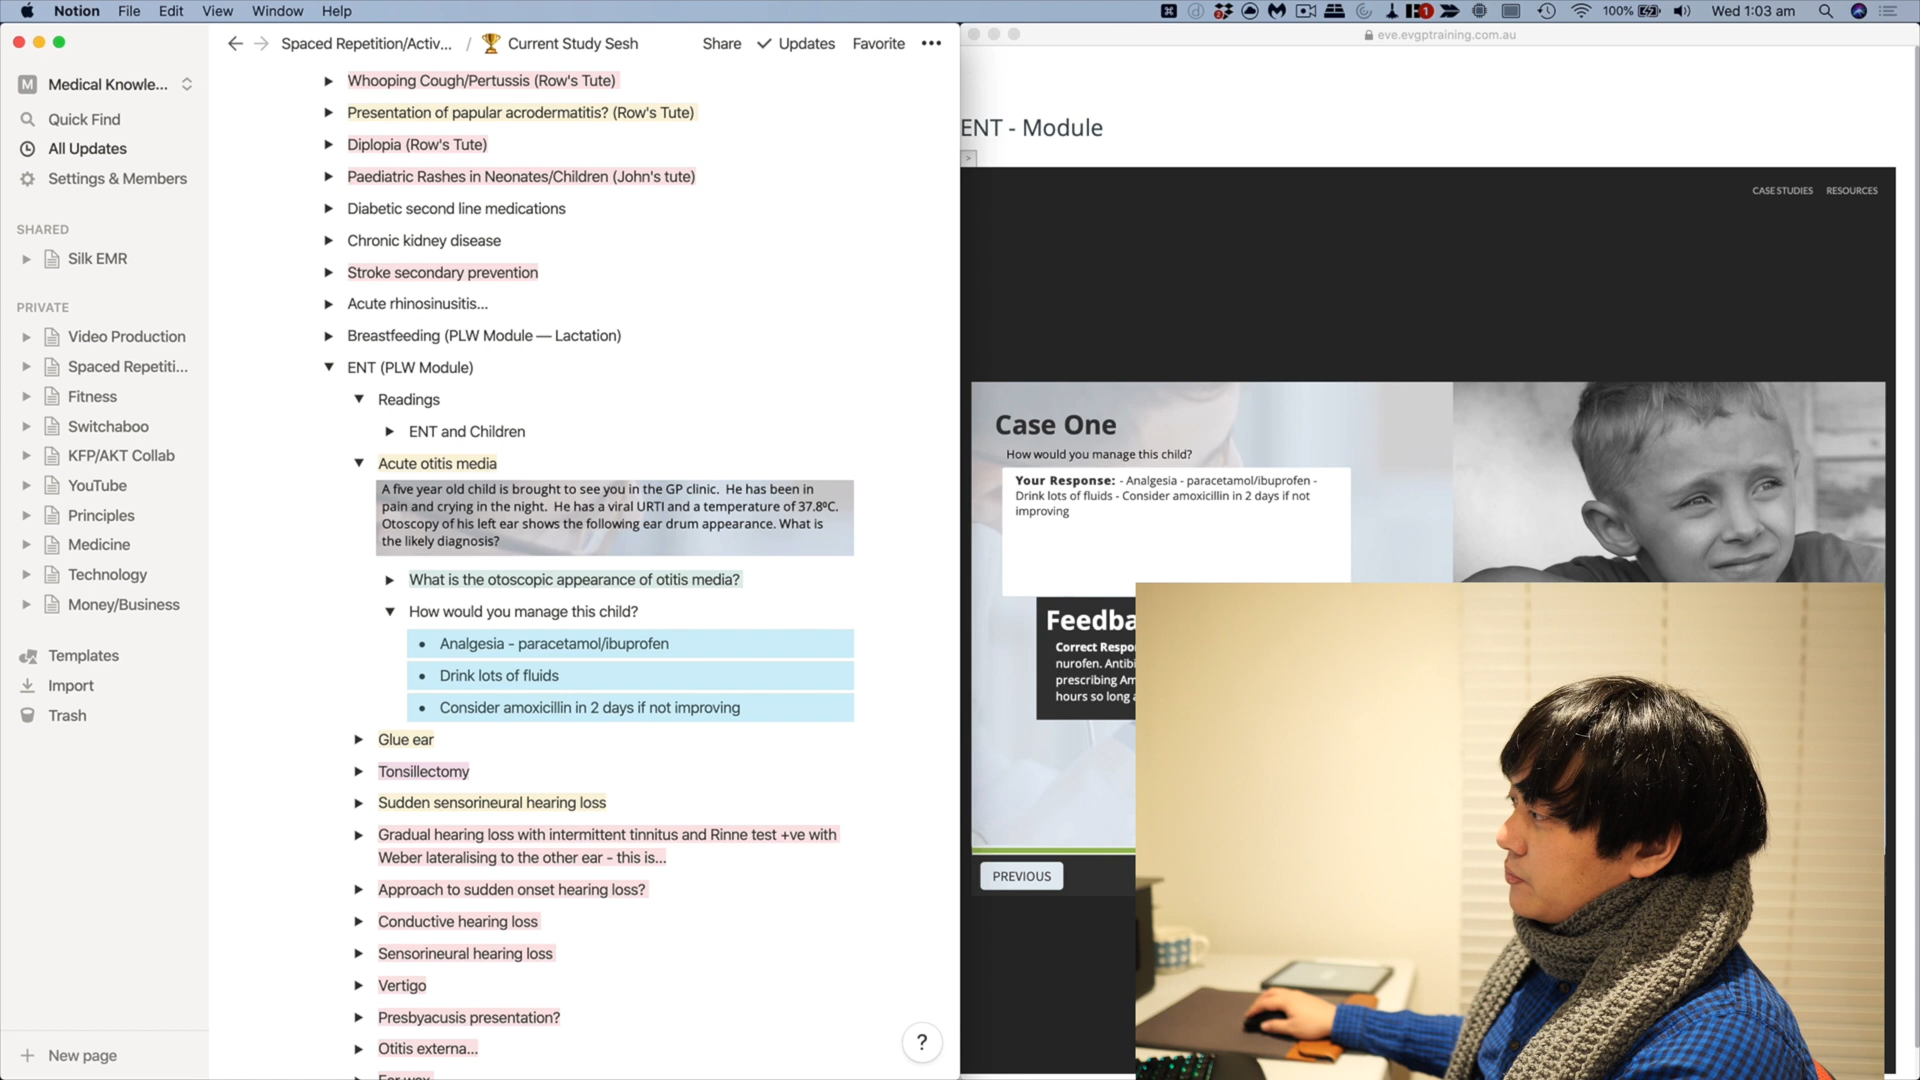 Notion File Edit View Window Help
1
100%
Wed 1:03 am
Spaced Repetition/Activ... / Current Study Sesh
Share Updates Favorite
M Medical Knowle...
Quick Find
All Updates
Settings & Members
SHARED
Silk EMR
PRIVATE
Video Production
Spaced Repetiti...
Fitness
Switchaboo
KFP/AKT Collab
YouTube
Principles
Medicine
Technology
Money/Business
Templates
Import
Trash
New page
Whooping Cough/Pertussis (Row's Tute)
Presentation of papular acrodermatitis? (Row's Tute)
Diplopia (Row's Tute)
Paediatric Rashes in Neonates/Children (John's tute)
Diabetic second line medications
Chronic kidney disease
Stroke secondary prevention
Acute rhinosinusitis...
Breastfeeding (PLW Module — Lactation)
ENT (PLW Module)
Readings
ENT and Children
Acute otitis media
A five year old child is brought to see you in the GP clinic. He has been in
pain and crying in the night. He has a viral URTI and a temperature of 37.8ºC.
Otoscopy of his left ear shows the following ear drum appearance. What is
the likely diagnosis?
What is the otoscopic appearance of otitis media?
How would you manage this child?
• Analgesia - paracetamol/ibuprofen
• Drink lots of fluids
• Consider amoxicillin in 2 days if not improving
Glue ear
Tonsillectomy
Sudden sensorineural hearing loss
Gradual hearing loss with intermittent tinnitus and Rinne test +ve with
Weber lateralising to the other ear - this is...
Approach to sudden onset hearing loss?
Conductive hearing loss
Sensorineural hearing loss
Vertigo
Presbyacusis presentation?
Otitis externa...
?
eve.evgptraining.com.au
ENT - Module
>
CASE STUDIES RESOURCES
Case One
How would you manage this child?
Your Response: - Analgesia - paracetamol/ibuprofen -
Drink lots of fluids - Consider amoxicillin in 2 days if not
improving
Feedba
Correct Respo
nurofen. Antibi
prescribing Am
hours so long a
PREVIOUS